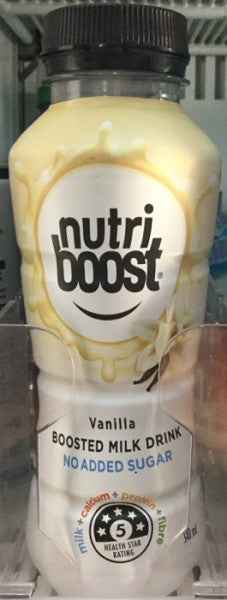 nutri
boost®
Vanilla
BOOSTED MILK DRINK
NO ADDED SUGAR
milk + calcium + protein + fibre
5
HEALTH STAR
RATING